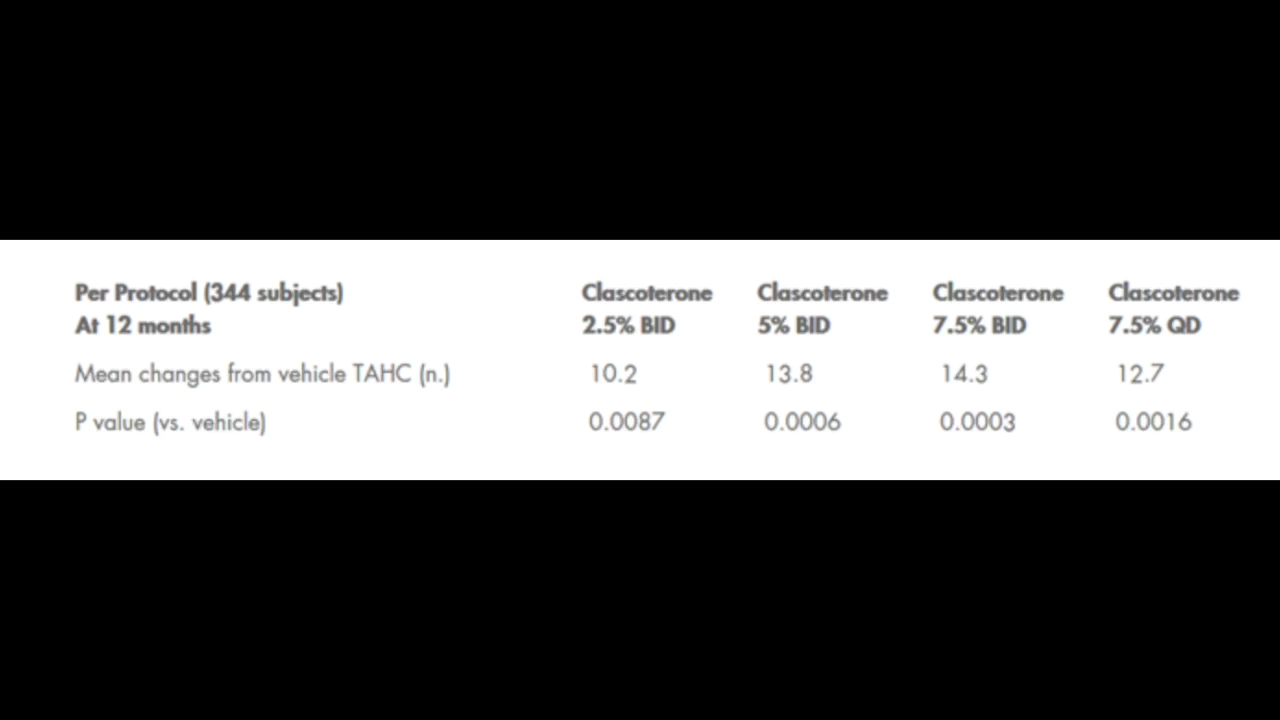 Per Protocol (344 subjects) Clascoterone Clascoterone Clascoterone Clascoterone
At 12 months 2.5% BID 5% BID 7.5% BID 7.5% QD
Mean changes from vehicle TAHC (n.) 10.2 13.8 14.3 12.7
P value (vs. vehicle) 0.0087 0.0006 0.0003 0.0016